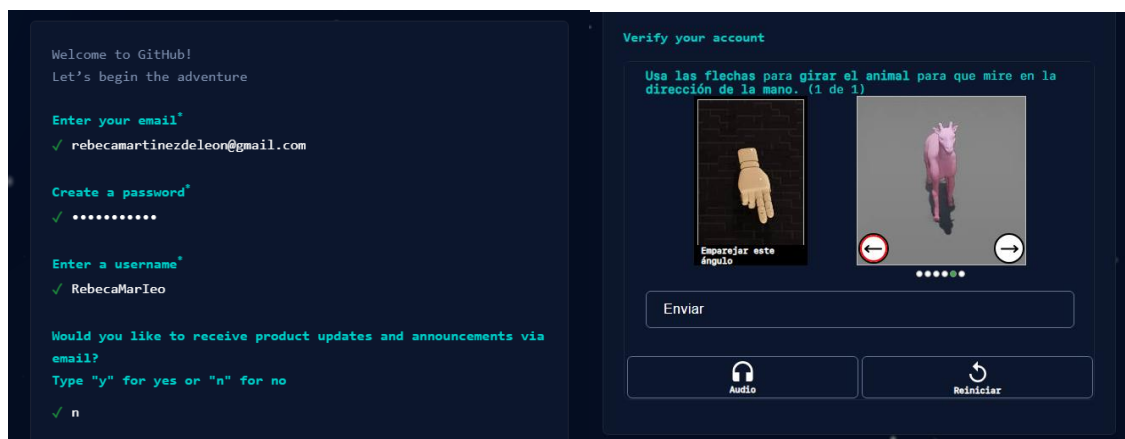 Welcome to GitHub!
Let's begin the adventure
Enter your email*
✓ rebecamartinezdeleon@gmail.com
Create a password*
✓ •••••••••••
Enter a username*
✓ RebecaMarIeo
Would you like to receive product updates and announcements via
email?
Type "y" for yes or "n" for no
✓ n
Verify your account
Usa las flechas para girar el animal para que mire en la
dirección de la mano. (1 de 1)
Emparejar este
ángulo
Enviar
Audio
Reiniciar